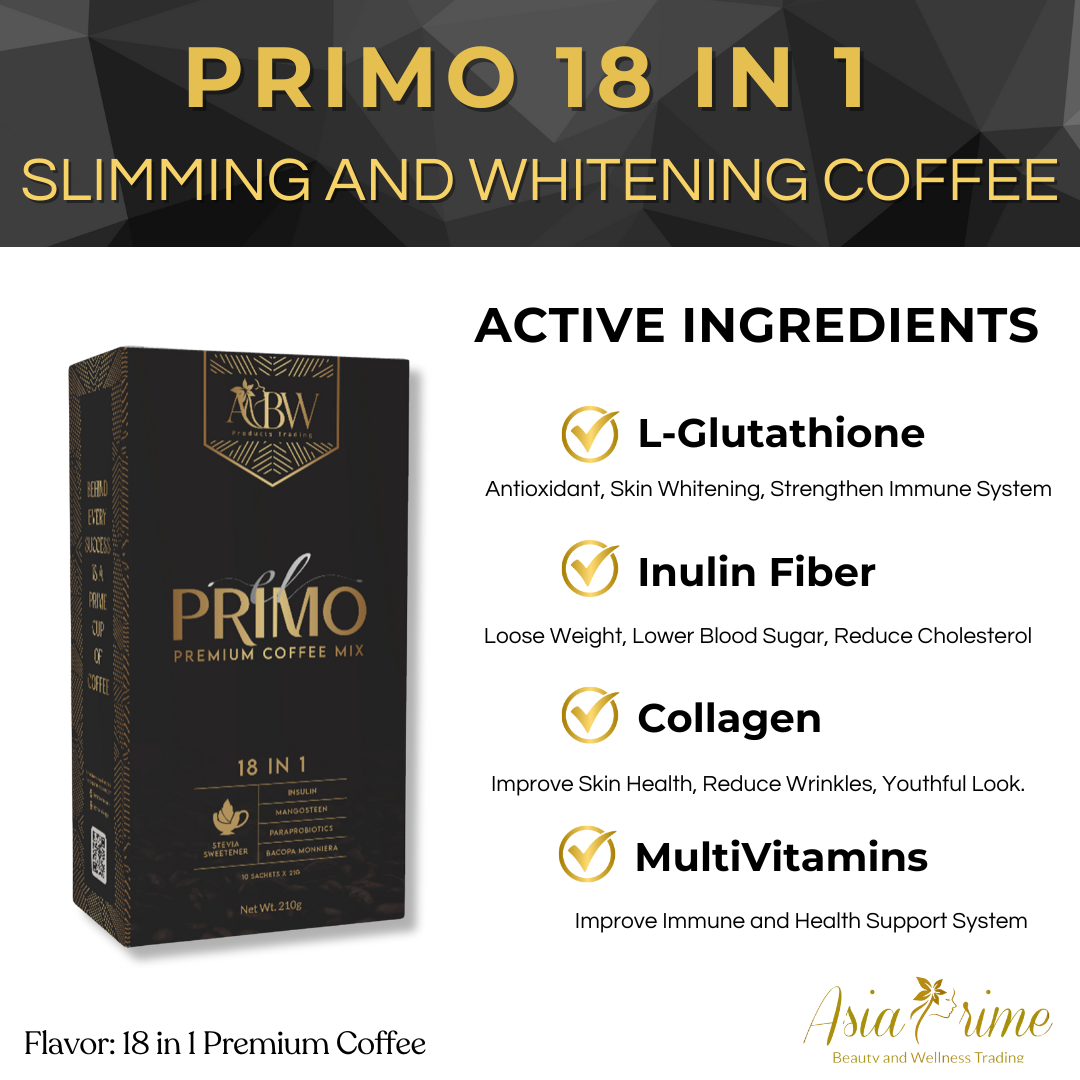 PRIMO 18 IN 1
SLIMMING AND WHITENING COFFEE
ACTIVE INGREDIENTS
L-Glutathione
Antioxidant, Skin Whitening, Strengthen Immune System
Inulin Fiber
Loose Weight, Lower Blood Sugar, Reduce Cholesterol
Collagen
Improve Skin Health, Reduce Wrinkles, Youthful Look.
MultiVitamins
Improve Immune and Health Support System
ABW
Products Trading
el
PRIMO
PREMIUM COFFEE MIX
18 IN 1
STEVIA
SWEETENER
INSULIN
MANGOSTEEN
PARAPROBIOTICS
BACOPA MONNIERA
10 SACHETS X 21G
Net Wt. 210g
BEHIND
EVERY
SUCCESS
IS A
PRIME
CUP
OF
COFFEE
Flavor: 18 in 1 Premium Coffee
Asia Prime
Beauty and Wellness Trading